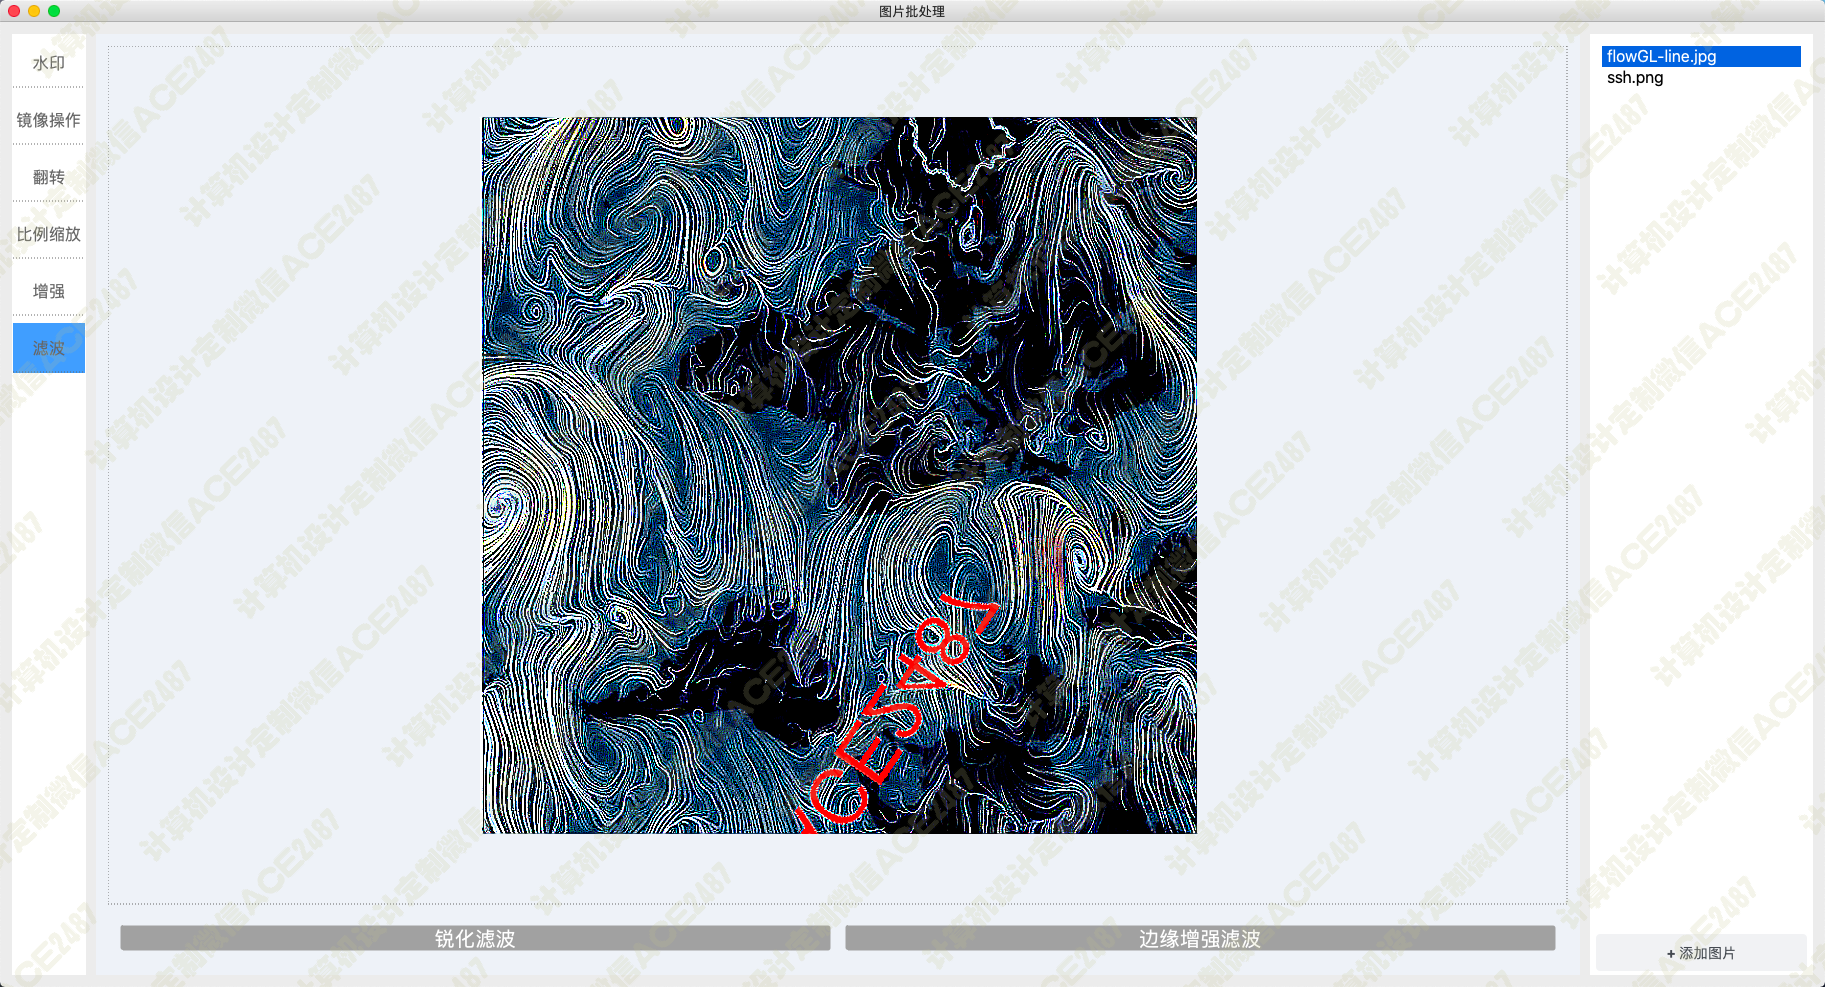 图片批处理
水印
镜像操作
翻转
比例缩放
增强
滤波
flowGL-line.jpg
ssh.png
CE5487
锐化滤波
边缘增强滤波
+ 添加图片
计算机设计定制微信ACE2487